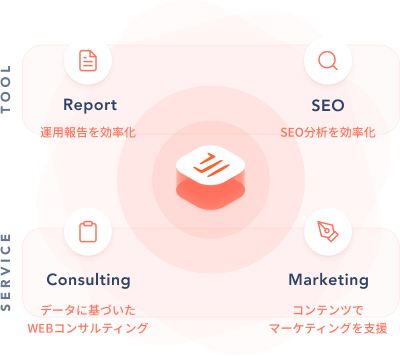 TOOL
Report
運用報告を効率化
SEO
SEO分析を効率化
SERVICE
Consulting
データに基づいた
WEBコンサルティング
Marketing
コンテンツで
マーケティングを支援